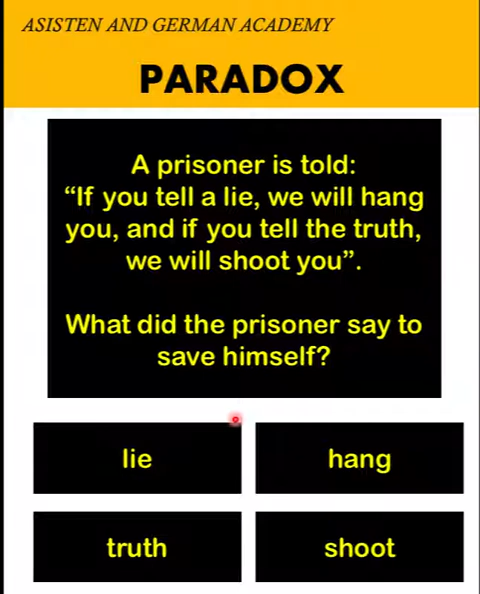 ASISTEN AND GERMAN ACADEMY
PARADOX
A prisoner is told:
“If you tell a lie, we will hang
you, and if you tell the truth,
we will shoot you”.
What did the prisoner say to
save himself?
lie
hang
truth
shoot